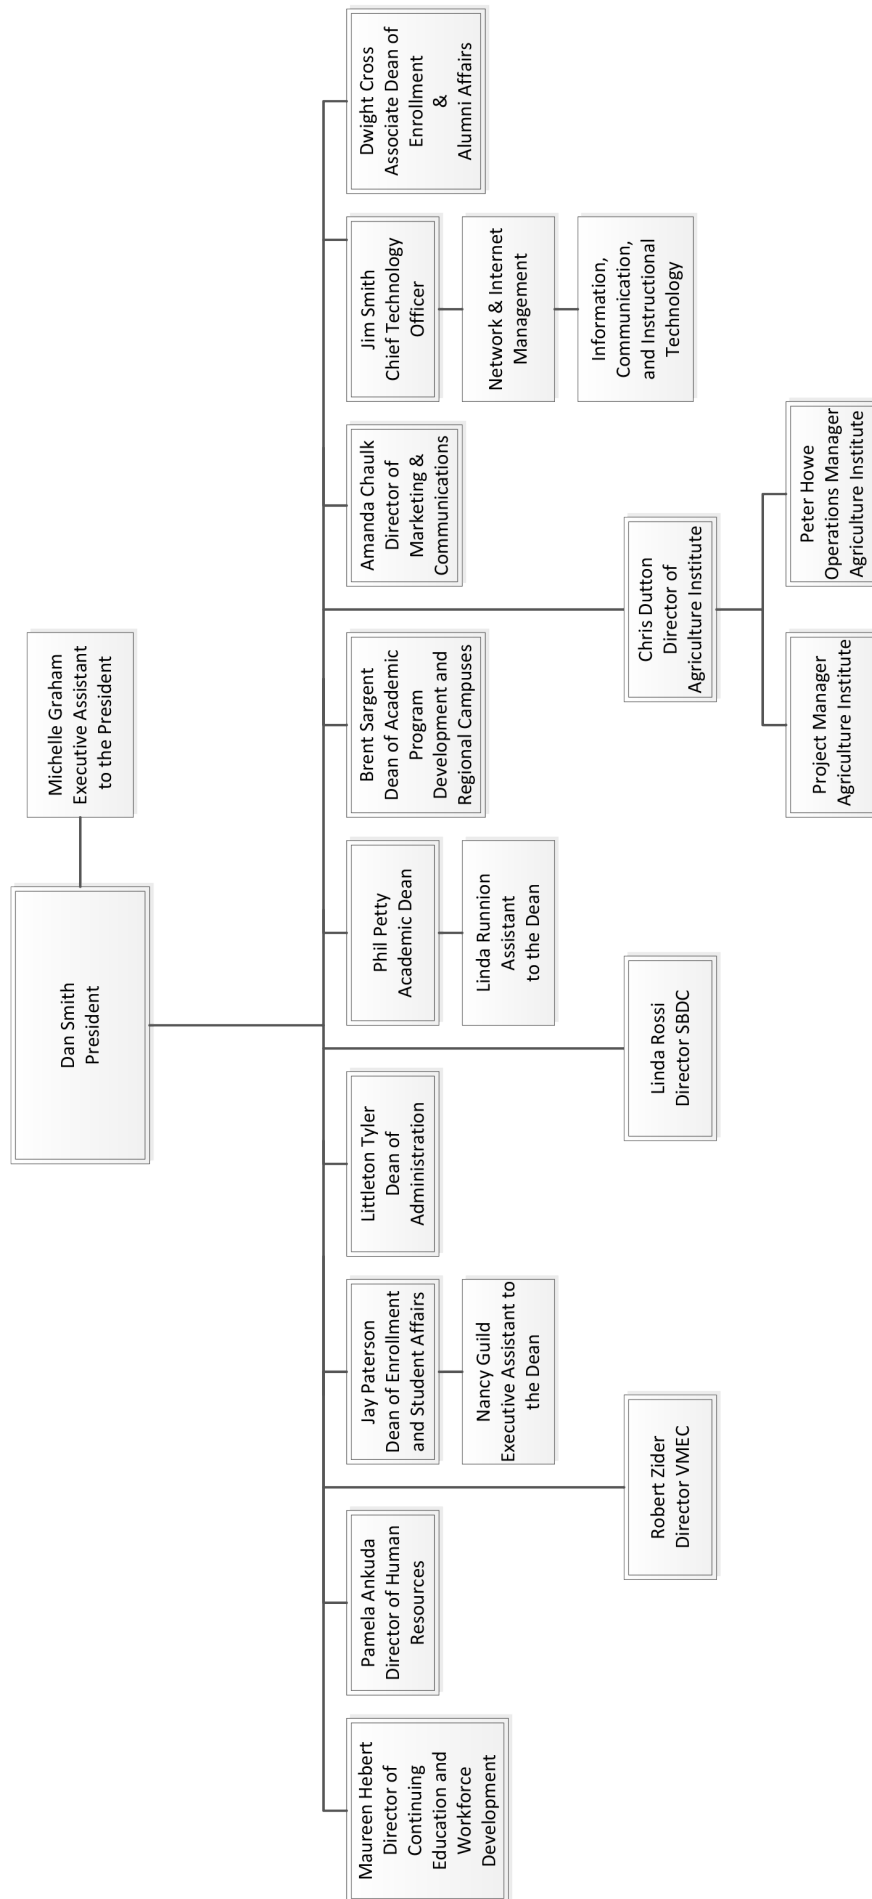 Dan Smith
President
Michelle Graham
Executive Assistant
to the President
Maureen Hebert
Director of
Continuing
Education and
Workforce
Development
Pamela Ankuda
Director of Human
Resources
Jay Paterson
Dean of Enrollment
and Student Affairs
Nancy Guild
Executive Assistant to
the Dean
Littleton Tyler
Dean of
Administration
Phil Petty
Academic Dean
Linda Runnion
Assistant
to the Dean
Brent Sargent
Dean of Academic
Program
Development and
Regional Campuses
Amanda Chaulk
Director of
Marketing &
Communications
Jim Smith
Chief Technology
Officer
Network & Internet
Management
Information,
Communication,
and Instructional
Technology
Dwight Cross
Associate Dean of
Enrollment
&
Alumni Affairs
Robert Zider
Director VMEC
Linda Rossi
Director SBDC
Chris Dutton
Director of
Agriculture Institute
Project Manager
Agriculture Institute
Peter Howe
Operations Manager
Agriculture Institute